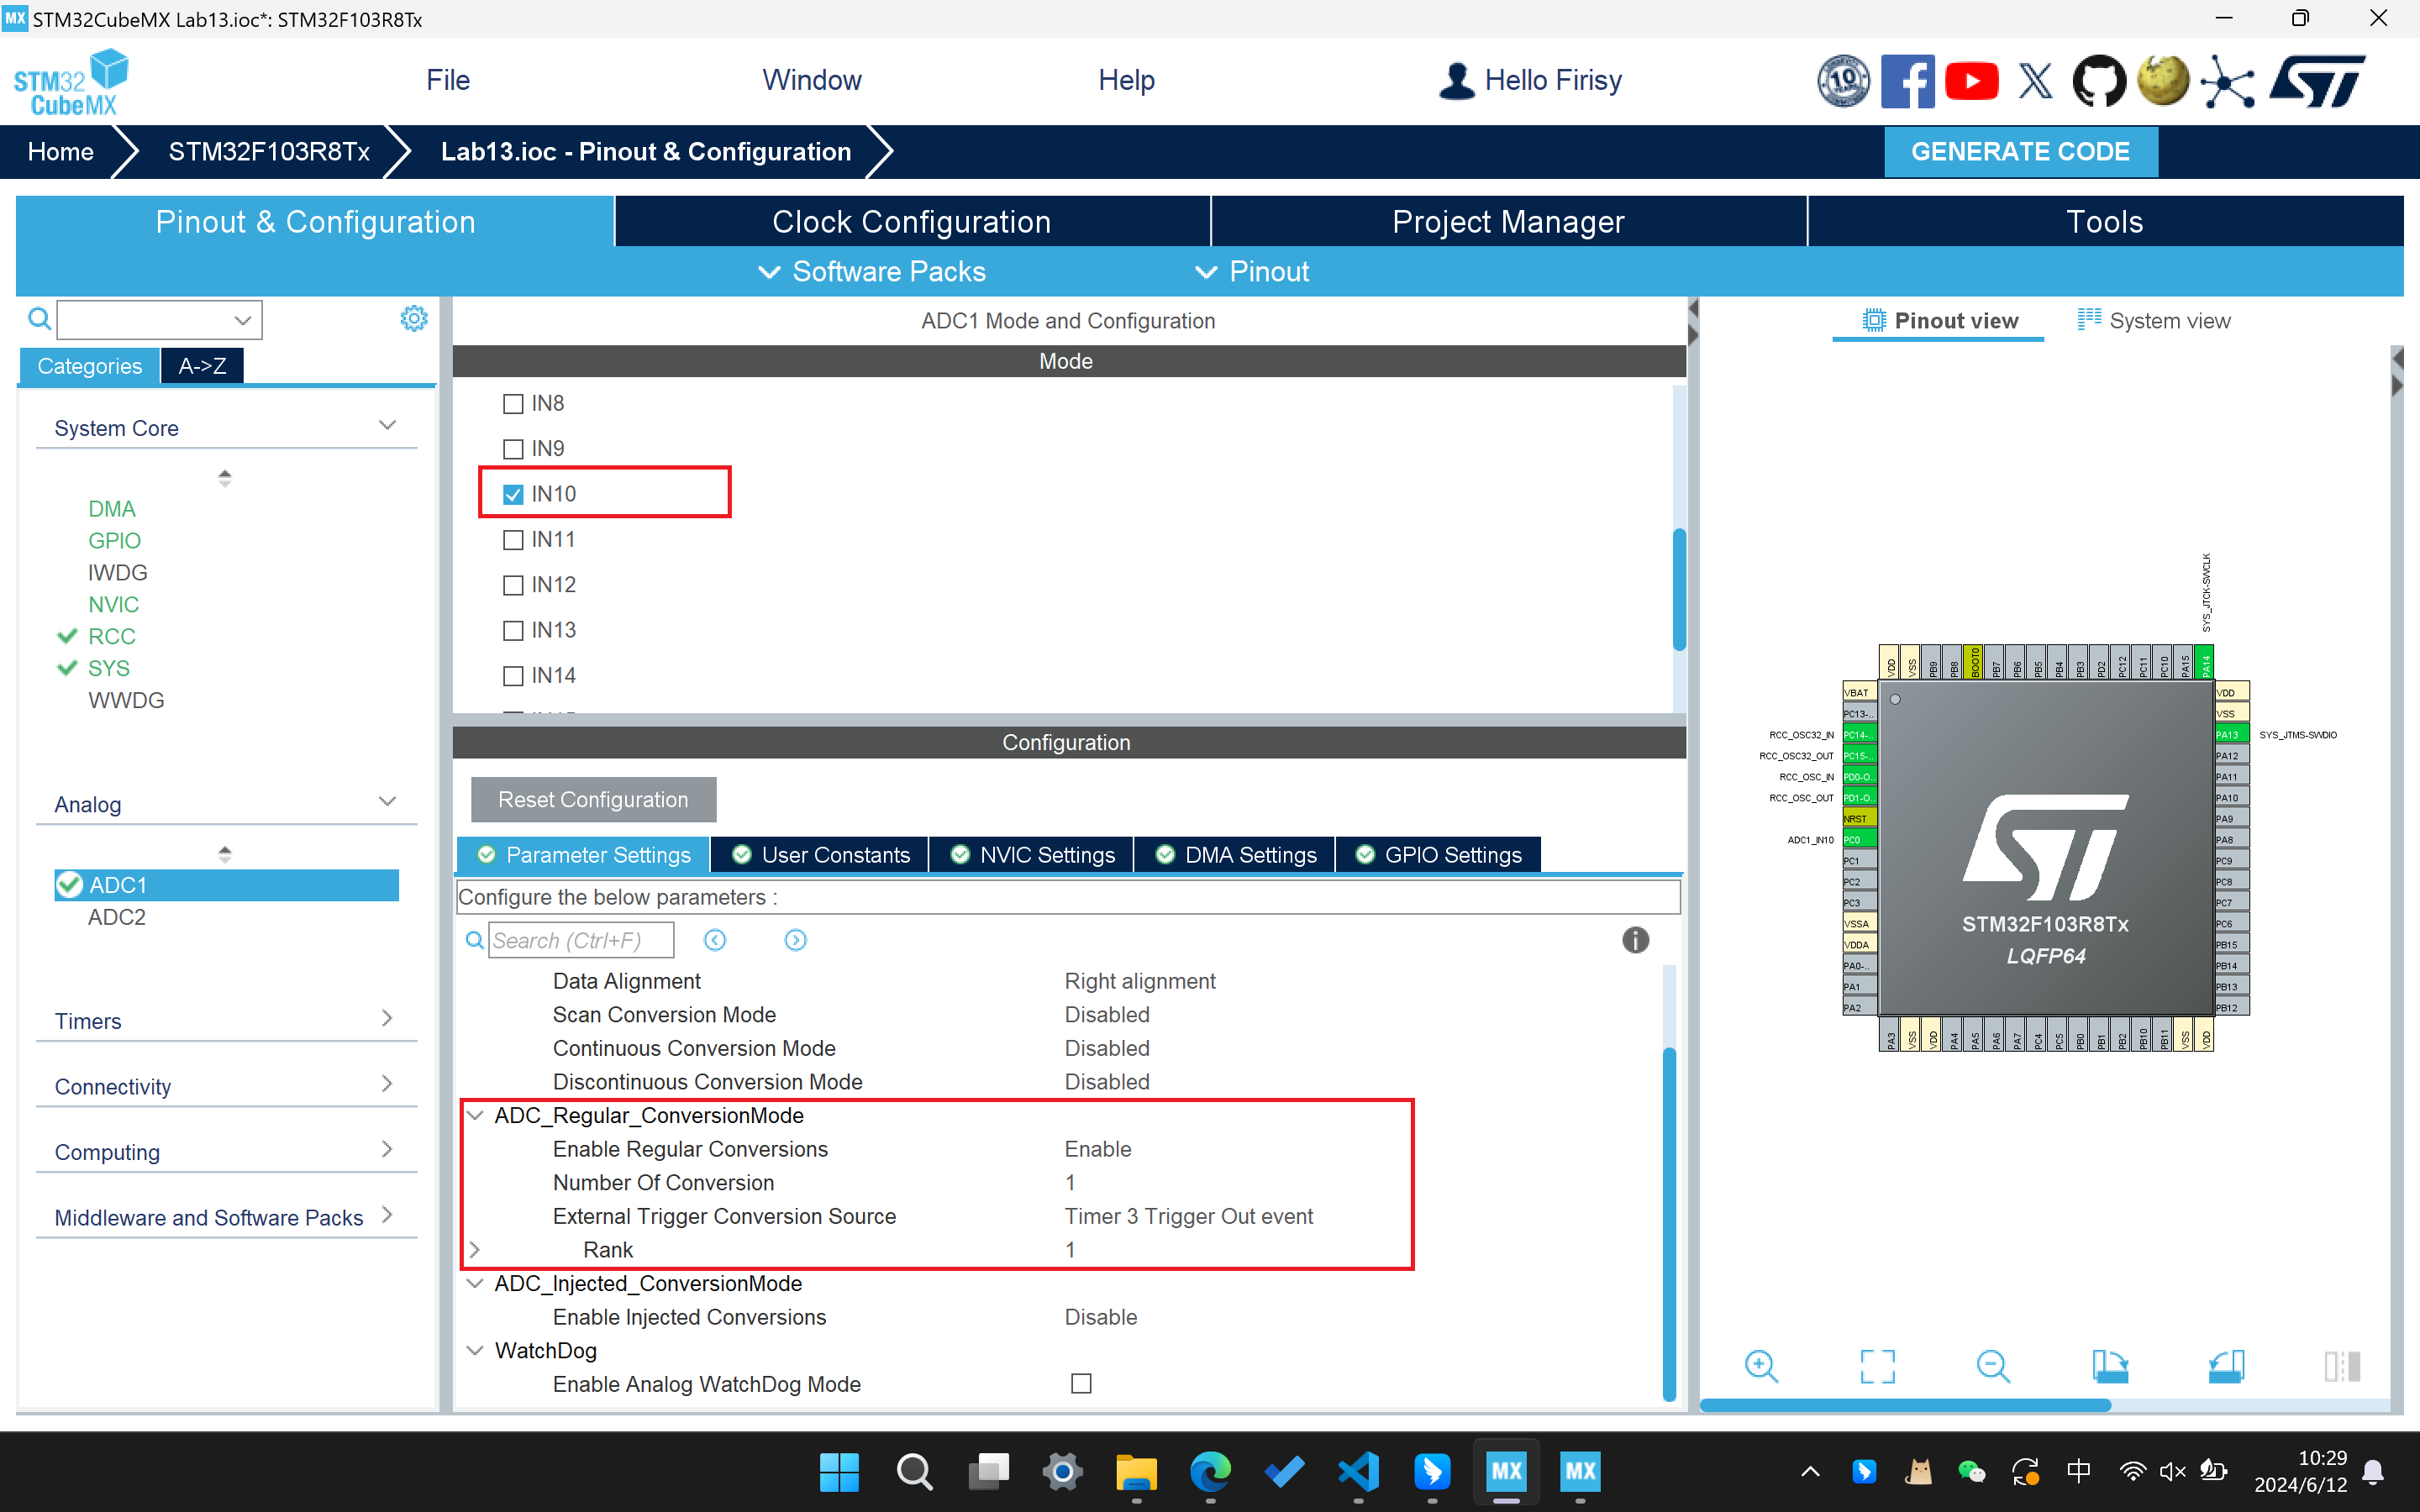 MX STM32CubeMX Lab13.ioc*: STM32F103R8Tx
STM32
CubeMX
File
Window
Help
Hello Firisy
10
Home
STM32F103R8Tx
Lab13.ioc - Pinout & Configuration
GENERATE CODE
Pinout & Configuration
Clock Configuration
Project Manager
Tools
Software Packs
Pinout
Categories
A->Z
System Core
DMA
GPIO
IWDG
NVIC
RCC
SYS
WWDG
Analog
ADC1
ADC2
Timers
Connectivity
Computing
Middleware and Software Packs
ADC1 Mode and Configuration
Mode
IN8
IN9
IN10
IN11
IN12
IN13
IN14
Configuration
Reset Configuration
Parameter Settings
User Constants
NVIC Settings
DMA Settings
GPIO Settings
Configure the below parameters :
Search (Ctrl+F)
Data Alignment Right alignment
Scan Conversion Mode Disabled
Continuous Conversion Mode Disabled
Discontinuous Conversion Mode Disabled
ADC_Regular_ConversionMode
Enable Regular Conversions Enable
Number Of Conversion 1
External Trigger Conversion Source Timer 3 Trigger Out event
Rank 1
ADC_Injected_ConversionMode
Enable Injected Conversions Disable
WatchDog
Enable Analog WatchDog Mode
Pinout view
System view
SYS_JTCK-SWCLK
VDD
VSS
PB9
PB8
BOOT0
PB7
PB6
PB5
PB4
PB3
PD2
PC12
PC11
PC10
PA15
PA14
VBAT
PC13-..
RCC_OSC32_IN PC14-..
RCC_OSC32_OUT PC15-..
RCC_OSC_IN PD0-O..
RCC_OSC_OUT PD1-O..
NRST
ADC1_IN10 PC0
PC1
PC2
PC3
VSSA
VDDA
PA0-..
PA1
PA2
STM32F103R8Tx
LQFP64
VDD
VSS
PA13 SYS_JTMS-SWDIO
PA12
PA11
PA10
PA9
PA8
PC9
PC8
PC7
PC6
PB15
PB14
PB13
PB12
PA3
VSS
VDD
PA4
PA5
PA6
PA7
PC4
PC5
PB0
PB1
PB2
PB10
PB11
VSS
VDD
MX
MX
中
10:29
2024/6/12